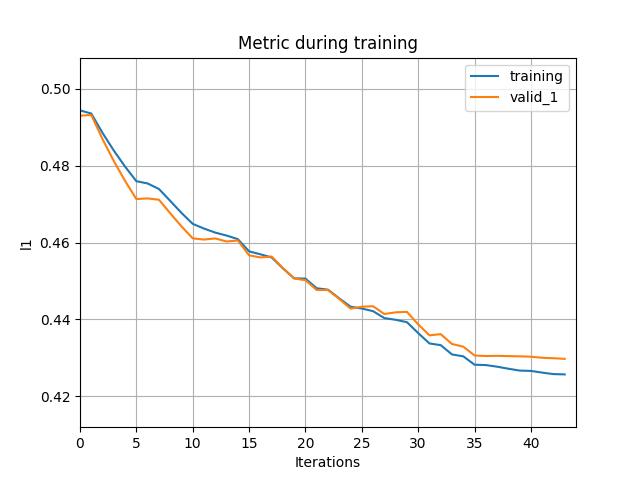 Metric during training
training
valid_1
0.50
0.48
0.46
0.44
0.42
l1
0 5 10 15 20 25 30 35 40
Iterations